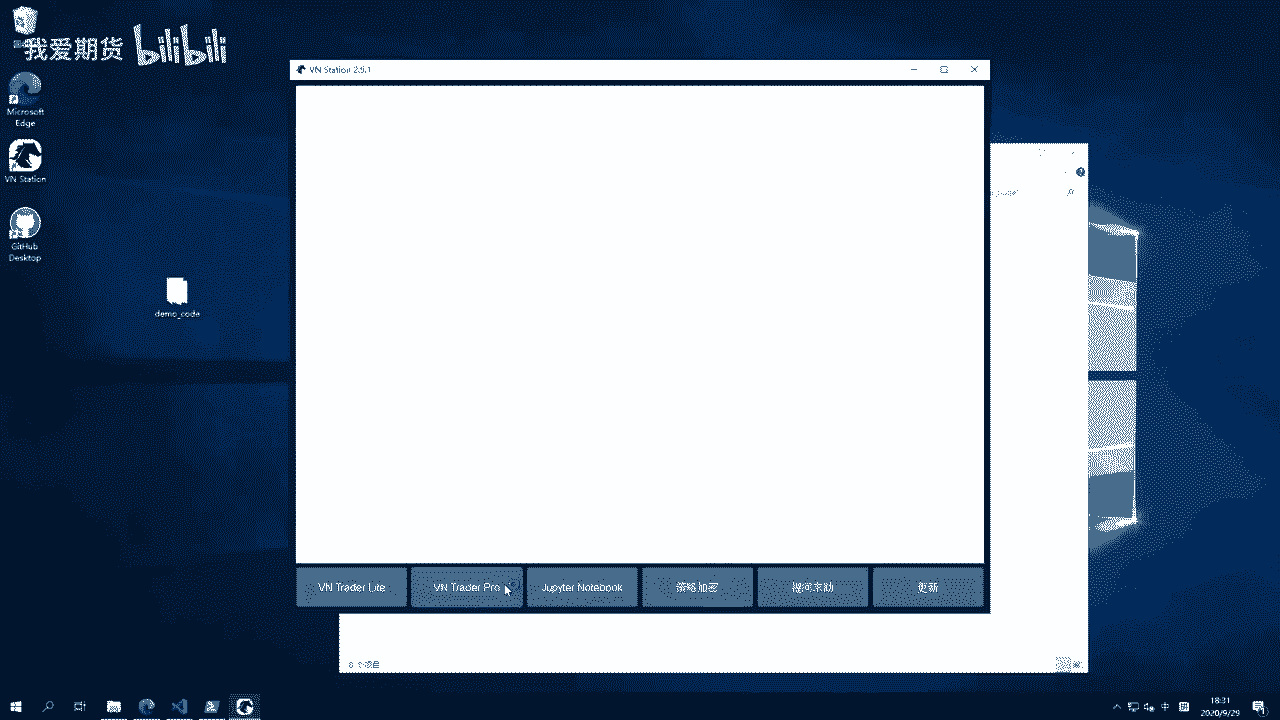 我爱期货 bilibili
VN Station 2.5.1
Microsoft
Edge
VN Station
GitHub
Desktop
demo_code
VN Trader Lite
VN Trader Pro
Jupyter Notebook
策略加密
提问求助
更新
8 个项目
中
18:31
2020/9/29